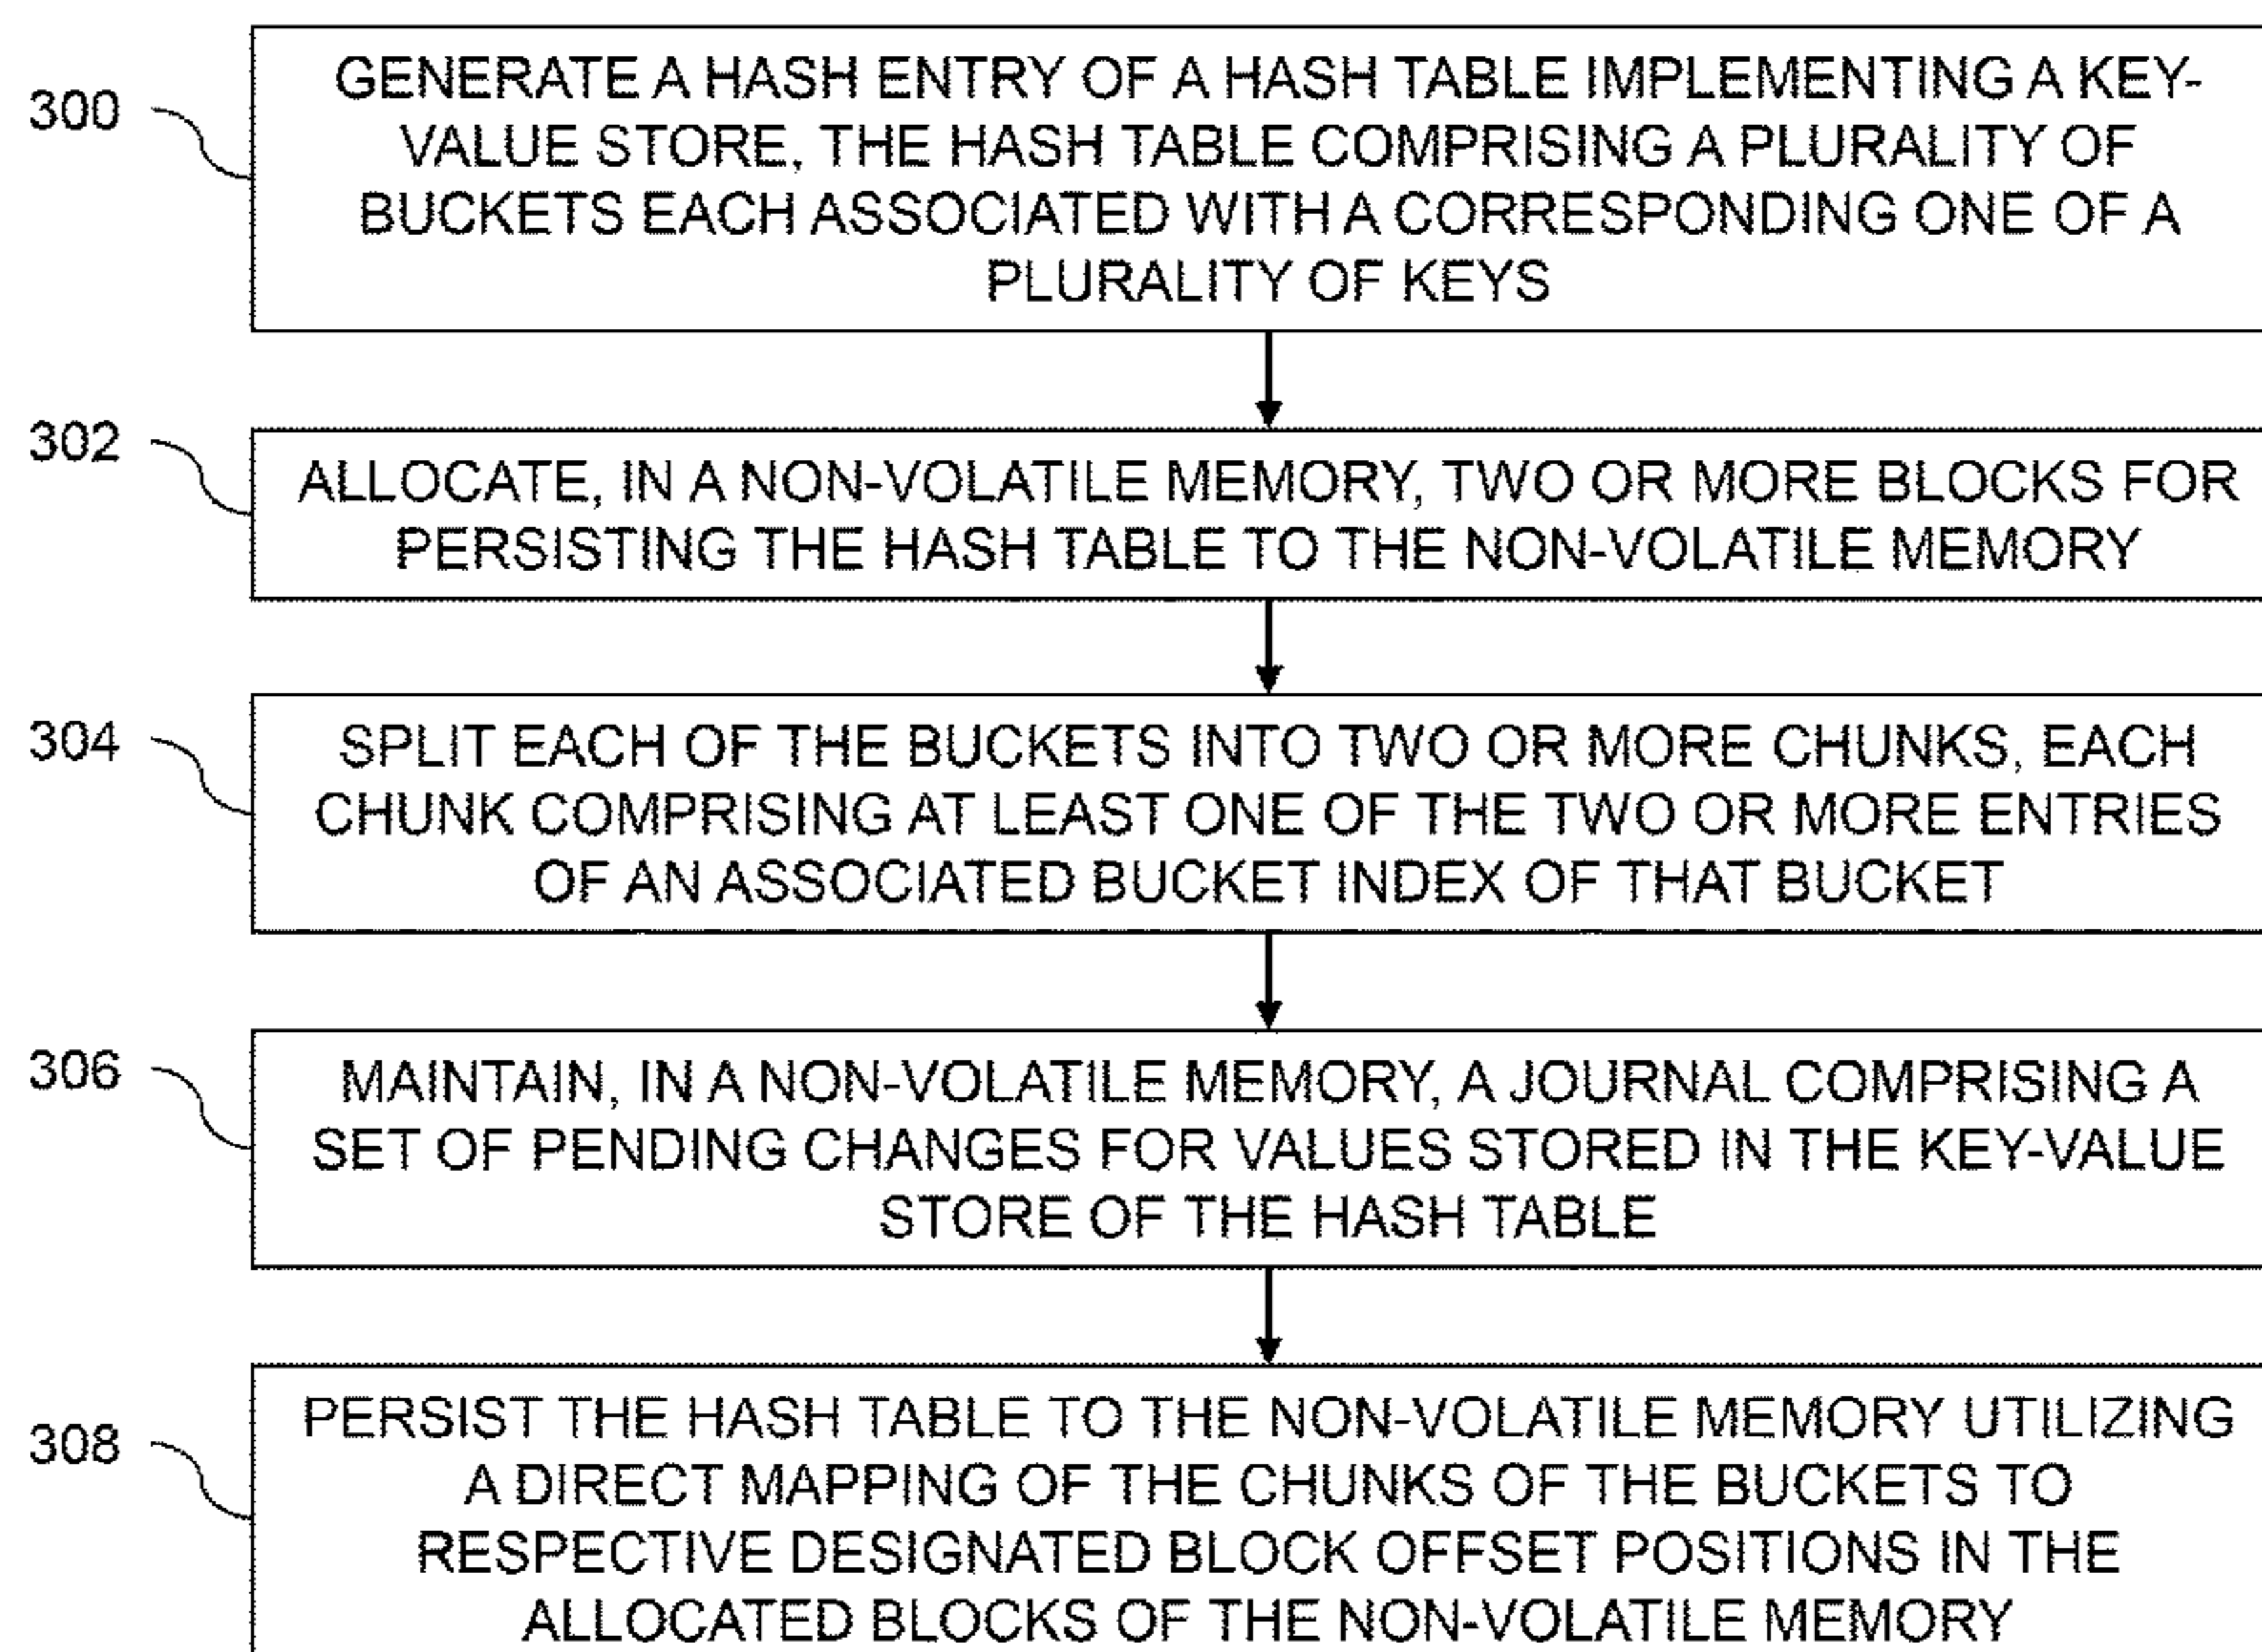 300
GENERATE A HASH ENTRY OF A HASH TABLE IMPLEMENTING A KEY-
VALUE STORE, THE HASH TABLE COMPRISING A PLURALITY OF
BUCKETS EACH ASSOCIATED WITH A CORRESPONDING ONE OF A
PLURALITY OF KEYS
302
ALLOCATE, IN A NON-VOLATILE MEMORY, TWO OR MORE BLOCKS FOR
PERSISTING THE HASH TABLE TO THE NON-VOLATILE MEMORY
304
SPLIT EACH OF THE BUCKETS INTO TWO OR MORE CHUNKS, EACH
CHUNK COMPRISING AT LEAST ONE OF THE TWO OR MORE ENTRIES
OF AN ASSOCIATED BUCKET INDEX OF THAT BUCKET
306
MAINTAIN, IN A NON-VOLATILE MEMORY, A JOURNAL COMPRISING A
SET OF PENDING CHANGES FOR VALUES STORED IN THE KEY-VALUE
STORE OF THE HASH TABLE
308
PERSIST THE HASH TABLE TO THE NON-VOLATILE MEMORY UTILIZING
A DIRECT MAPPING OF THE CHUNKS OF THE BUCKETS TO
RESPECTIVE DESIGNATED BLOCK OFFSET POSITIONS IN THE
ALLOCATED BLOCKS OF THE NON-VOLATILE MEMORY